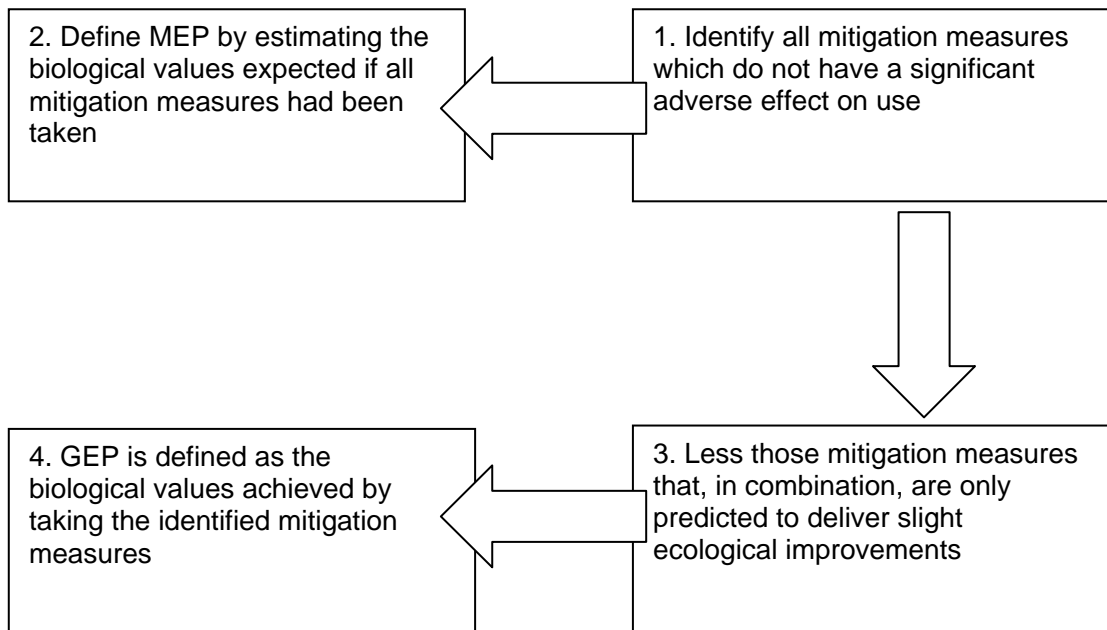 2. Define MEP by estimating the
biological values expected if all
mitigation measures had been
taken
1. Identify all mitigation measures
which do not have a significant
adverse effect on use
4. GEP is defined as the
biological values achieved by
taking the identified mitigation
measures
3. Less those mitigation measures
that, in combination, are only
predicted to deliver slight
ecological improvements